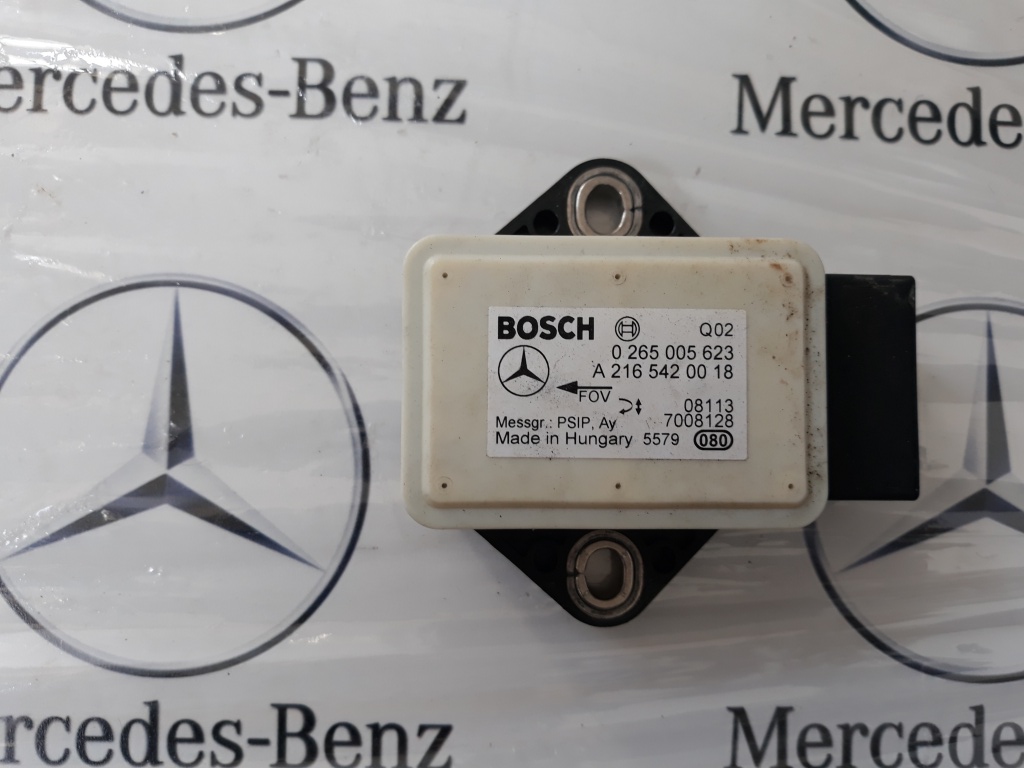 ercedes-Benz
Mercede
BOSCH Q02
0 265 005 623
A 216 542 00 18
FOV
08113
Messgr.: PSIP, Ay 7008128
Made in Hungary 5579 080
rcedes-Benz
Mercede